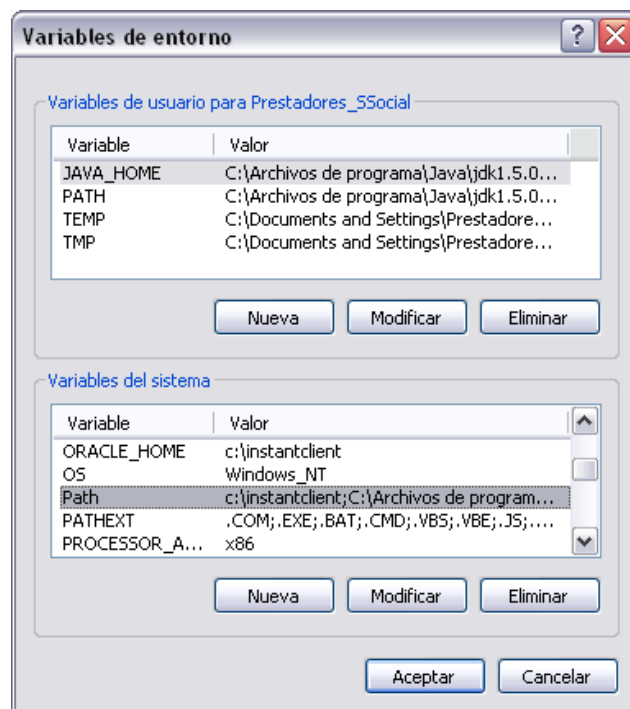 Variables de entorno
Variables de usuario para Prestadores_SSocial
Variable Valor
JAVA_HOME C:\Archivos de programa\Java\jdk1.5.0...
PATH C:\Archivos de programa\Java\jdk1.5.0...
TEMP C:\Documents and Settings\Prestadore...
TMP C:\Documents and Settings\Prestadore...
Nueva Modificar Eliminar
Variables del sistema
Variable Valor
ORACLE_HOME c:\instantclient
OS Windows_NT
Path c:\instantclient;C:\Archivos de program...
PATHEXT .COM;.EXE;.BAT;.CMD;.VBS;.VBE;.JS;....
PROCESSOR_A... x86
Nueva Modificar Eliminar
Aceptar Cancelar